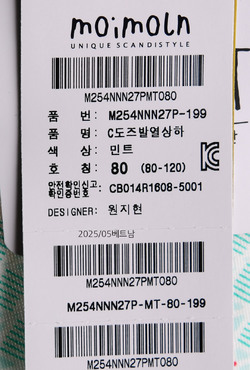 moimoln
UNIQUE SCANDISTYLE
M254NNN27PMT080
품 번: M254NNN27P-199
품 명: C도즈발열상하
색 상: 민트
호 칭: 80 (80-120)
안전확인신고
확인증번호: CB014R1608-5001
DESIGNER: 원지현
2025/05베트남
M254NNN27PMT080
M254NNN27P-MT-80-199
M254NNN27PMT080